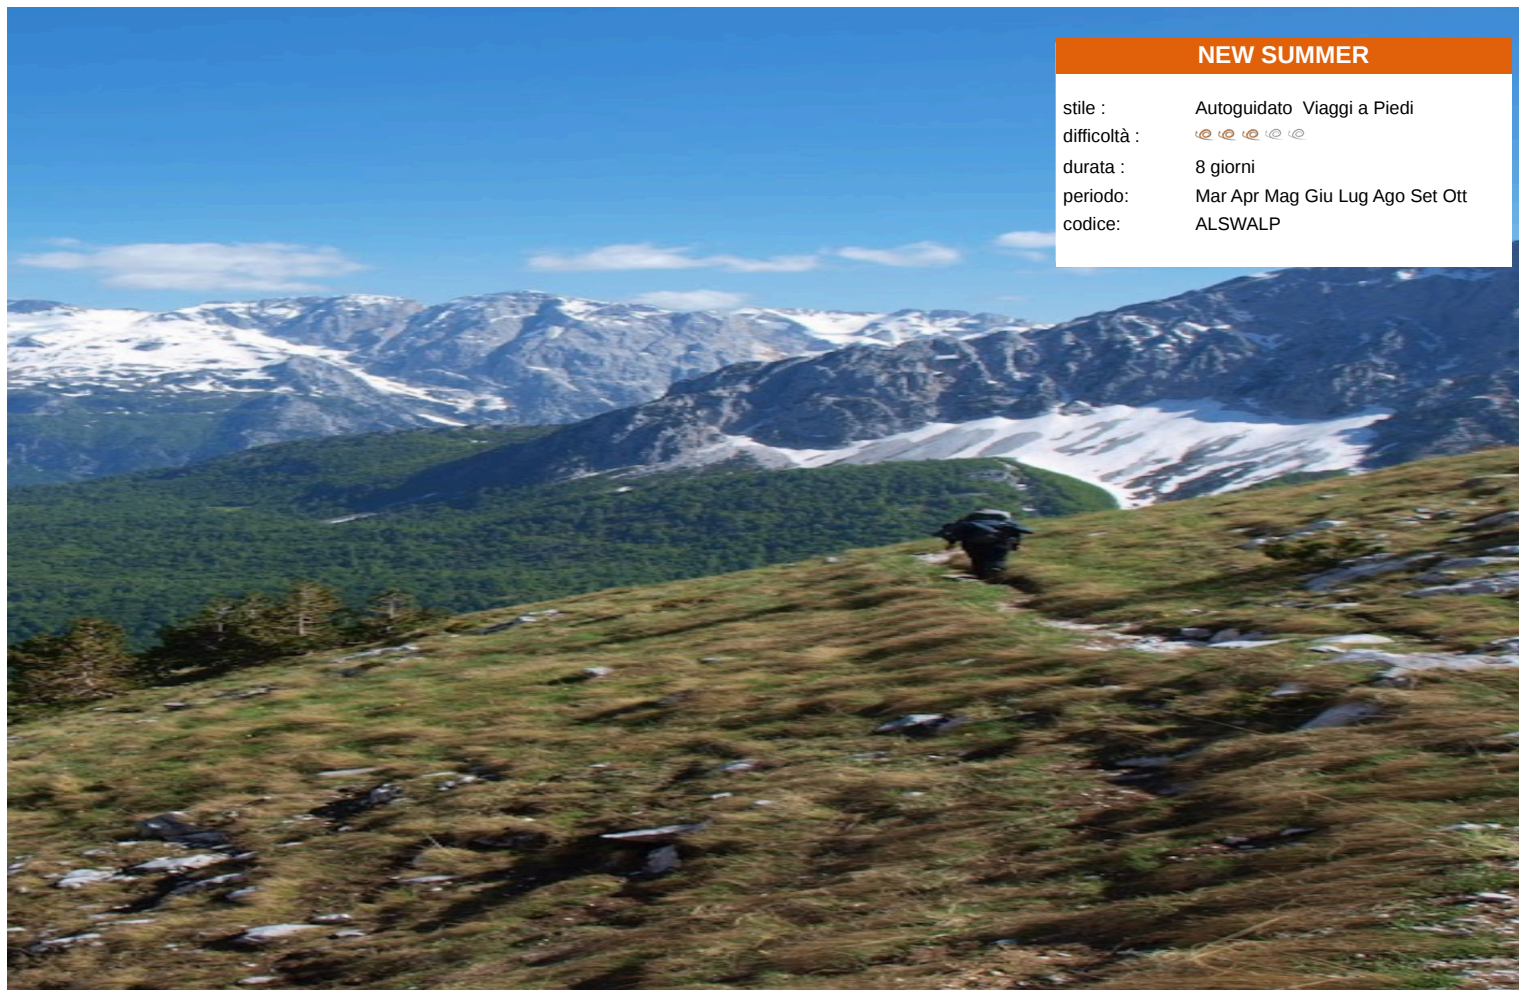 NEW SUMMER
stile : Autoguidato Viaggi a Piedi
difficoltà :
durata : 8 giorni
periodo: Mar Apr Mag Giu Lug Ago Set Ott
codice: ALSWALP